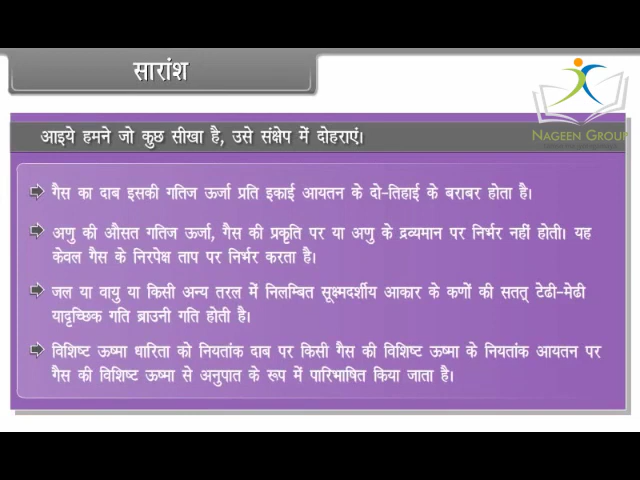 सारांश
NAGEEN GROUP
आइये हमने जो कुछ सीखा है, उसे संक्षेप में दोहराएं।
गैस का दाब इसकी गतिज ऊर्जा प्रति इकाई आयतन के दो-तिहाई के बराबर होता है।
अणु की औसत गतिज ऊर्जा, गैस की प्रकृति पर या अणु के द्रव्यमान पर निर्भर नहीं होती। यह
केवल गैस के निरपेक्ष ताप पर निर्भर करता है।
जल या वायु या किसी अन्य तरल में निलम्बित सूक्ष्मदर्शीय आकार के कणों की सतत् टेढी-मेढी
यादृच्छिक गति ब्राउनी गति होती है।
विशिष्ट ऊष्मा धारिता को नियतांक दाब पर किसी गैस की विशिष्ट ऊष्मा के नियतांक आयतन पर
गैस की विशिष्ट ऊष्मा से अनुपात के रूप में पारिभाषित किया जाता है।